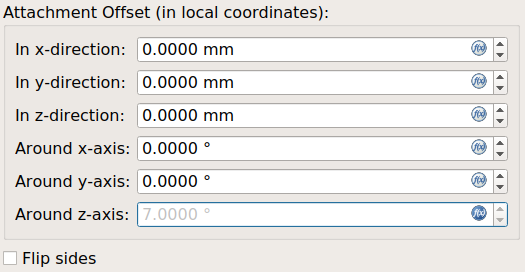 Attachment Offset (in local coordinates):
In x-direction: 0.0000 mm f(x)
In y-direction: 0.0000 mm f(x)
In z-direction: 0.0000 mm f(x)
Around x-axis: 0.0000 ° f(x)
Around y-axis: 0.0000 ° f(x)
Around z-axis: 7.0000 ° f(x)
Flip sides